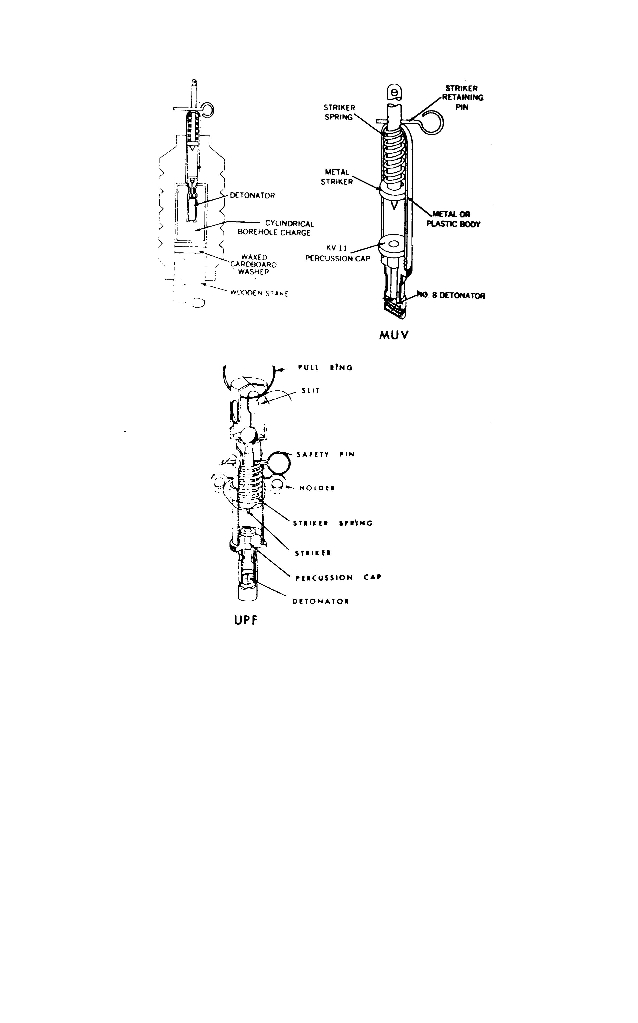 DETONATOR
CYLINDRICAL
BOREHOLE CHARGE
WAXED
CARDBOARD
WASHER
WOODEN STAKE
STRIKER
RETAINING
PIN
STRIKER
SPRING
METAL
STRIKER
METAL OR
PLASTIC BODY
KV 11
PERCUSSION CAP
NO 8 DETONATOR
MUV
PULL RING
SLIT
SAFETY PIN
HOLDER
STRIKER SPRING
STRIKER
PERCUSSION CAP
DETONATOR
UPF